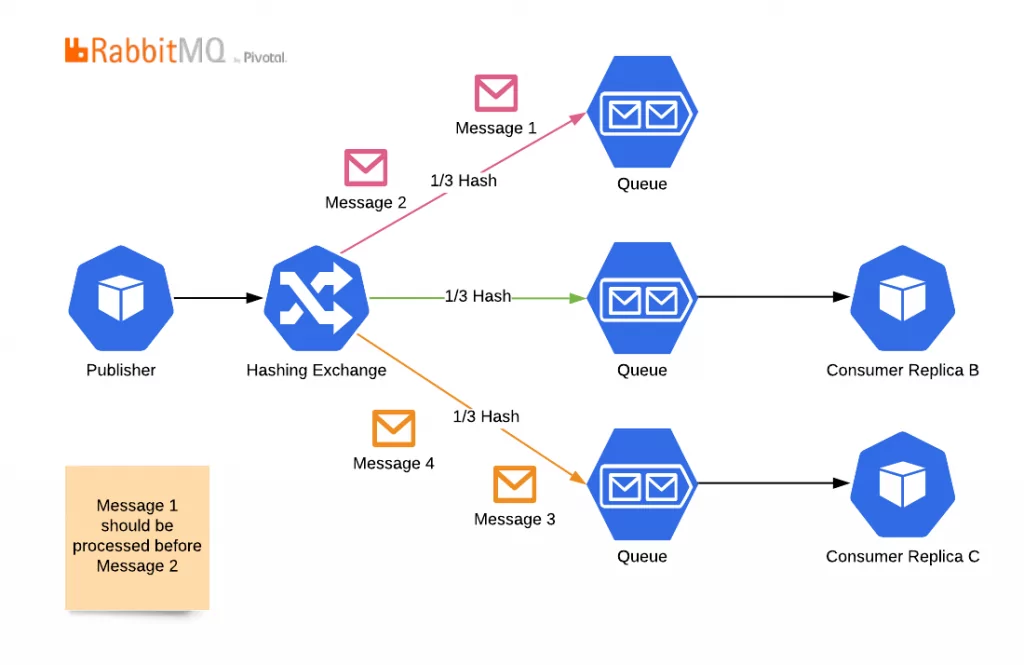 RabbitMQ by Pivotal.
Message 1
1/3 Hash
Message 2
Queue
1/3 Hash
Publisher
Hashing Exchange
Queue
Consumer Replica B
1/3 Hash
Message 4
Message 3
Queue
Consumer Replica C
Message 1
should be
processed before
Message 2